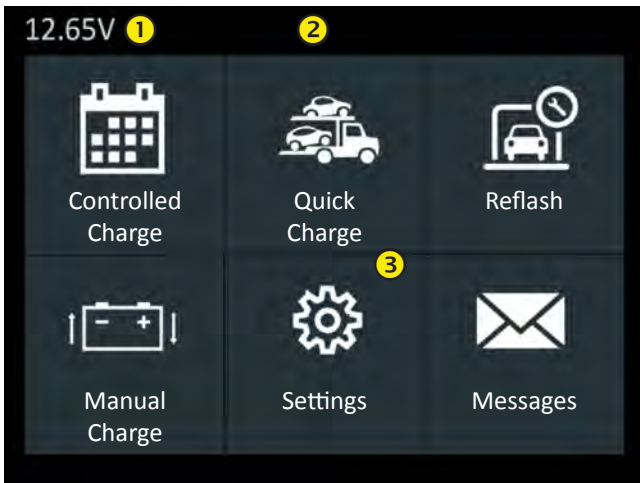 12.65V 1 2
Controlled
Charge
Quick
Charge
Reflash
3
Manual
Charge
Settings
Messages